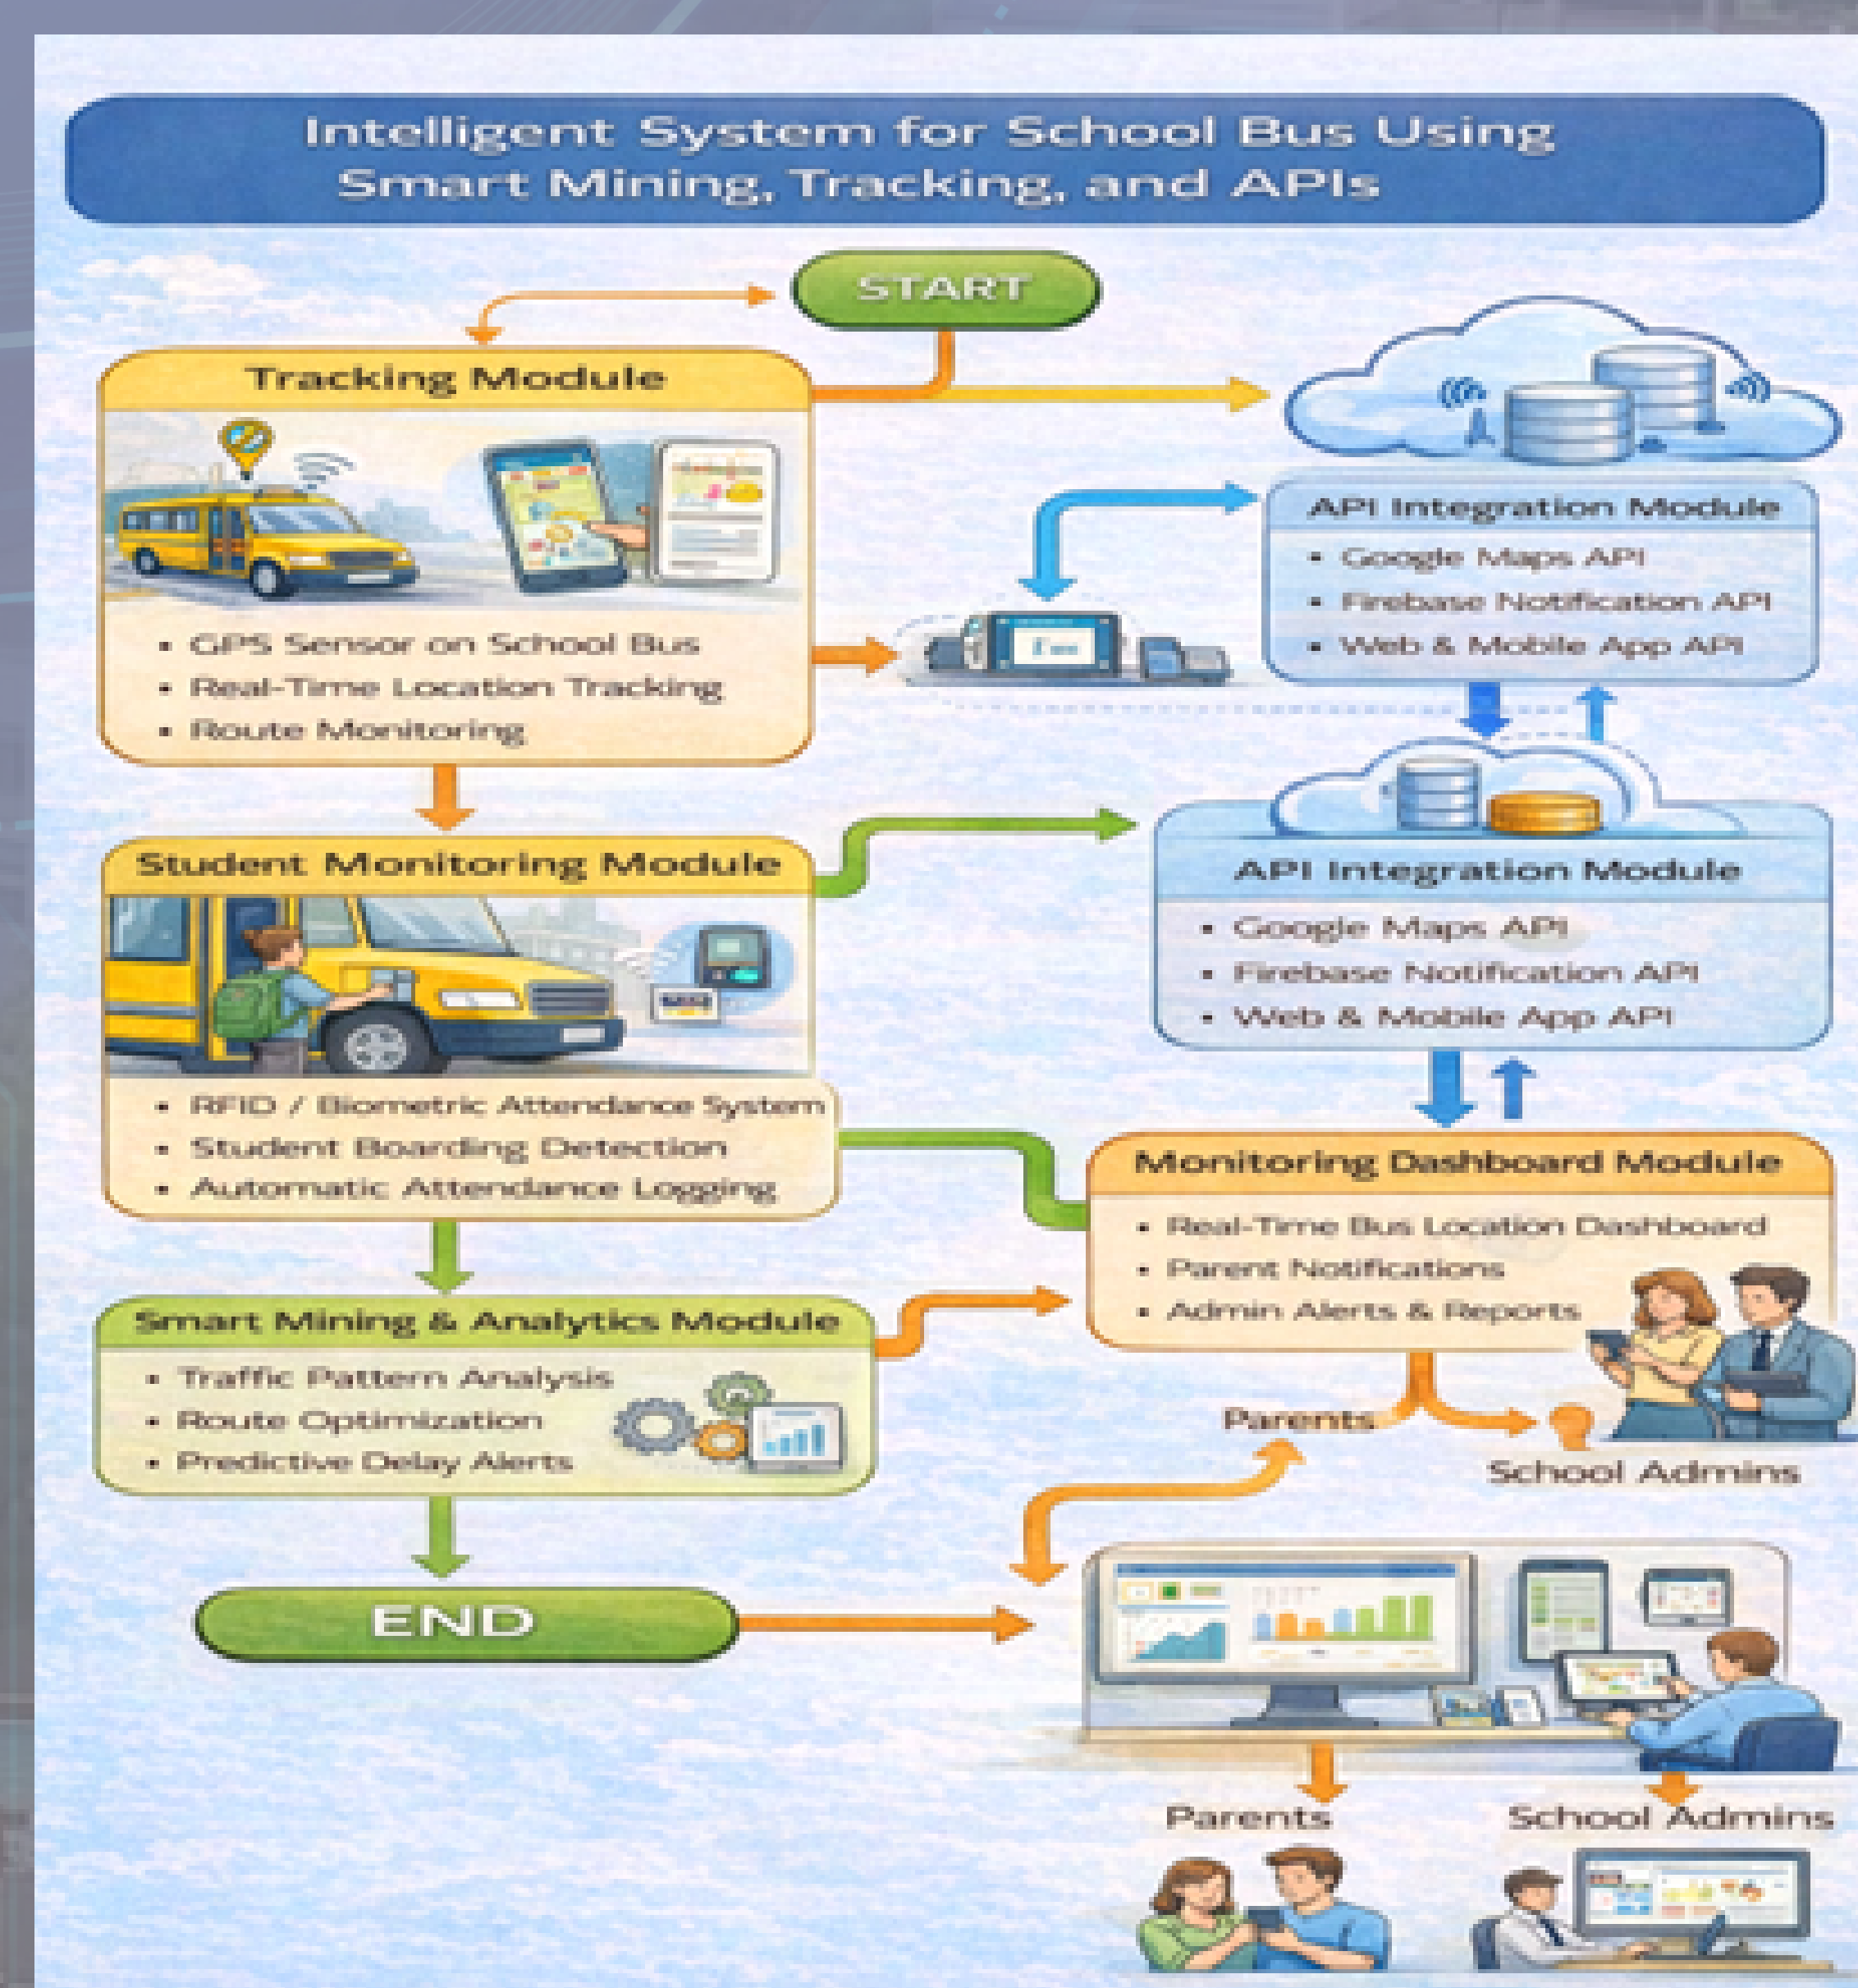 Intelligent System for School Bus Using
Smart Mining, Tracking, and APIs
START
Tracking Module
• GPS Sensor on School Bus
• Real-Time Location Tracking
• Route Monitoring
API Integration Module
• Google Maps API
• Firebase Notification API
• Web & Mobile App API
Student Monitoring Module
• RFID / Biometric Attendance System
• Student Boarding Detection
• Automatic Attendance Logging
API Integration Module
• Google Maps API
• Firebase Notification API
• Web & Mobile App API
Monitoring Dashboard Module
• Real-Time Bus Location Dashboard
• Parent Notifications
• Admin Alerts & Reports
Smart Mining & Analytics Module
• Traffic Pattern Analysis
• Route Optimization
• Predictive Delay Alerts
Parents
School Admins
END
Parents
School Admins